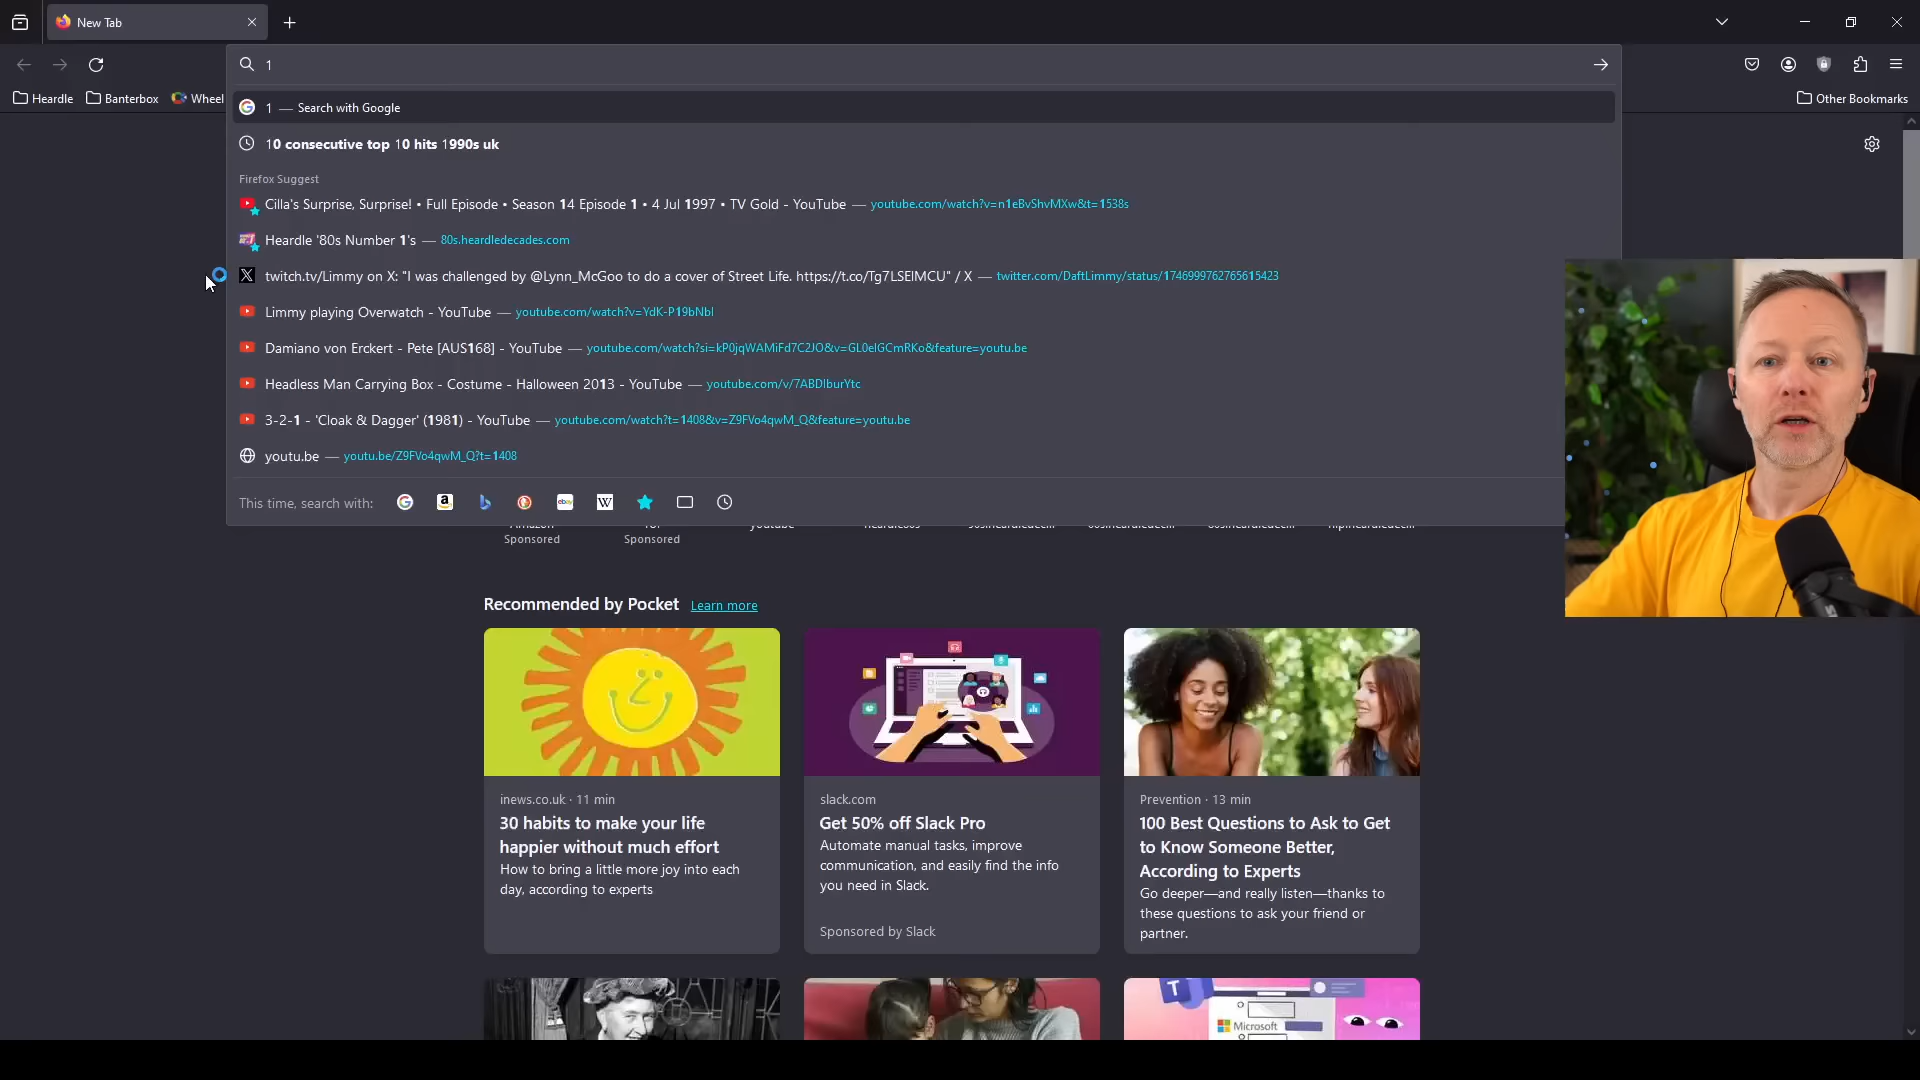 New Tab
1
Heardle
Banterbox
Wheel
Other Bookmarks
1 — Search with Google
10 consecutive top 10 hits 1990s uk
Firefox Suggest
Cilla's Surprise, Surprise! • Full Episode • Season 14 Episode 1 • 4 Jul 1997 • TV Gold - YouTube — youtube.com/watch?v=n1eBvShvMXw&t=1538s
Heardle '80s Number 1's — 80s.heardledecades.com
twitch.tv/Limmy on X: "I was challenged by @Lynn_McGoo to do a cover of Street Life. https://t.co/Tg7LSEIMCU" / X — twitter.com/DaftLimmy/status/1746999762765615423
Limmy playing Overwatch - YouTube — youtube.com/watch?v=YdK-P19bNbI
Damiano von Erckert - Pete [AUS168] - YouTube — youtube.com/watch?si=kP0jqWAMiFd7C2JO&v=GL0elGCmRKo&feature=youtu.be
Headless Man Carrying Box - Costume - Halloween 2013 - YouTube — youtube.com/v/7ABDlburYtc
3-2-1 - 'Cloak & Dagger' (1981) - YouTube — youtube.com/watch?t=1408&v=Z9FVo4qwM_Q&feature=youtu.be
youtu.be — youtu.be/Z9FVo4qwM_Q?t=1408
This time, search with:
ebay
W
Sponsored
Sponsored
Recommended by Pocket Learn more
inews.co.uk · 11 min
30 habits to make your life
happier without much effort
How to bring a little more joy into each
day, according to experts
slack.com
Get 50% off Slack Pro
Automate manual tasks, improve
communication, and easily find the info
you need in Slack.
Sponsored by Slack
Prevention · 13 min
100 Best Questions to Ask to Get
to Know Someone Better,
According to Experts
Go deeper—and really listen—thanks to
these questions to ask your friend or
partner.
T
Microsoft